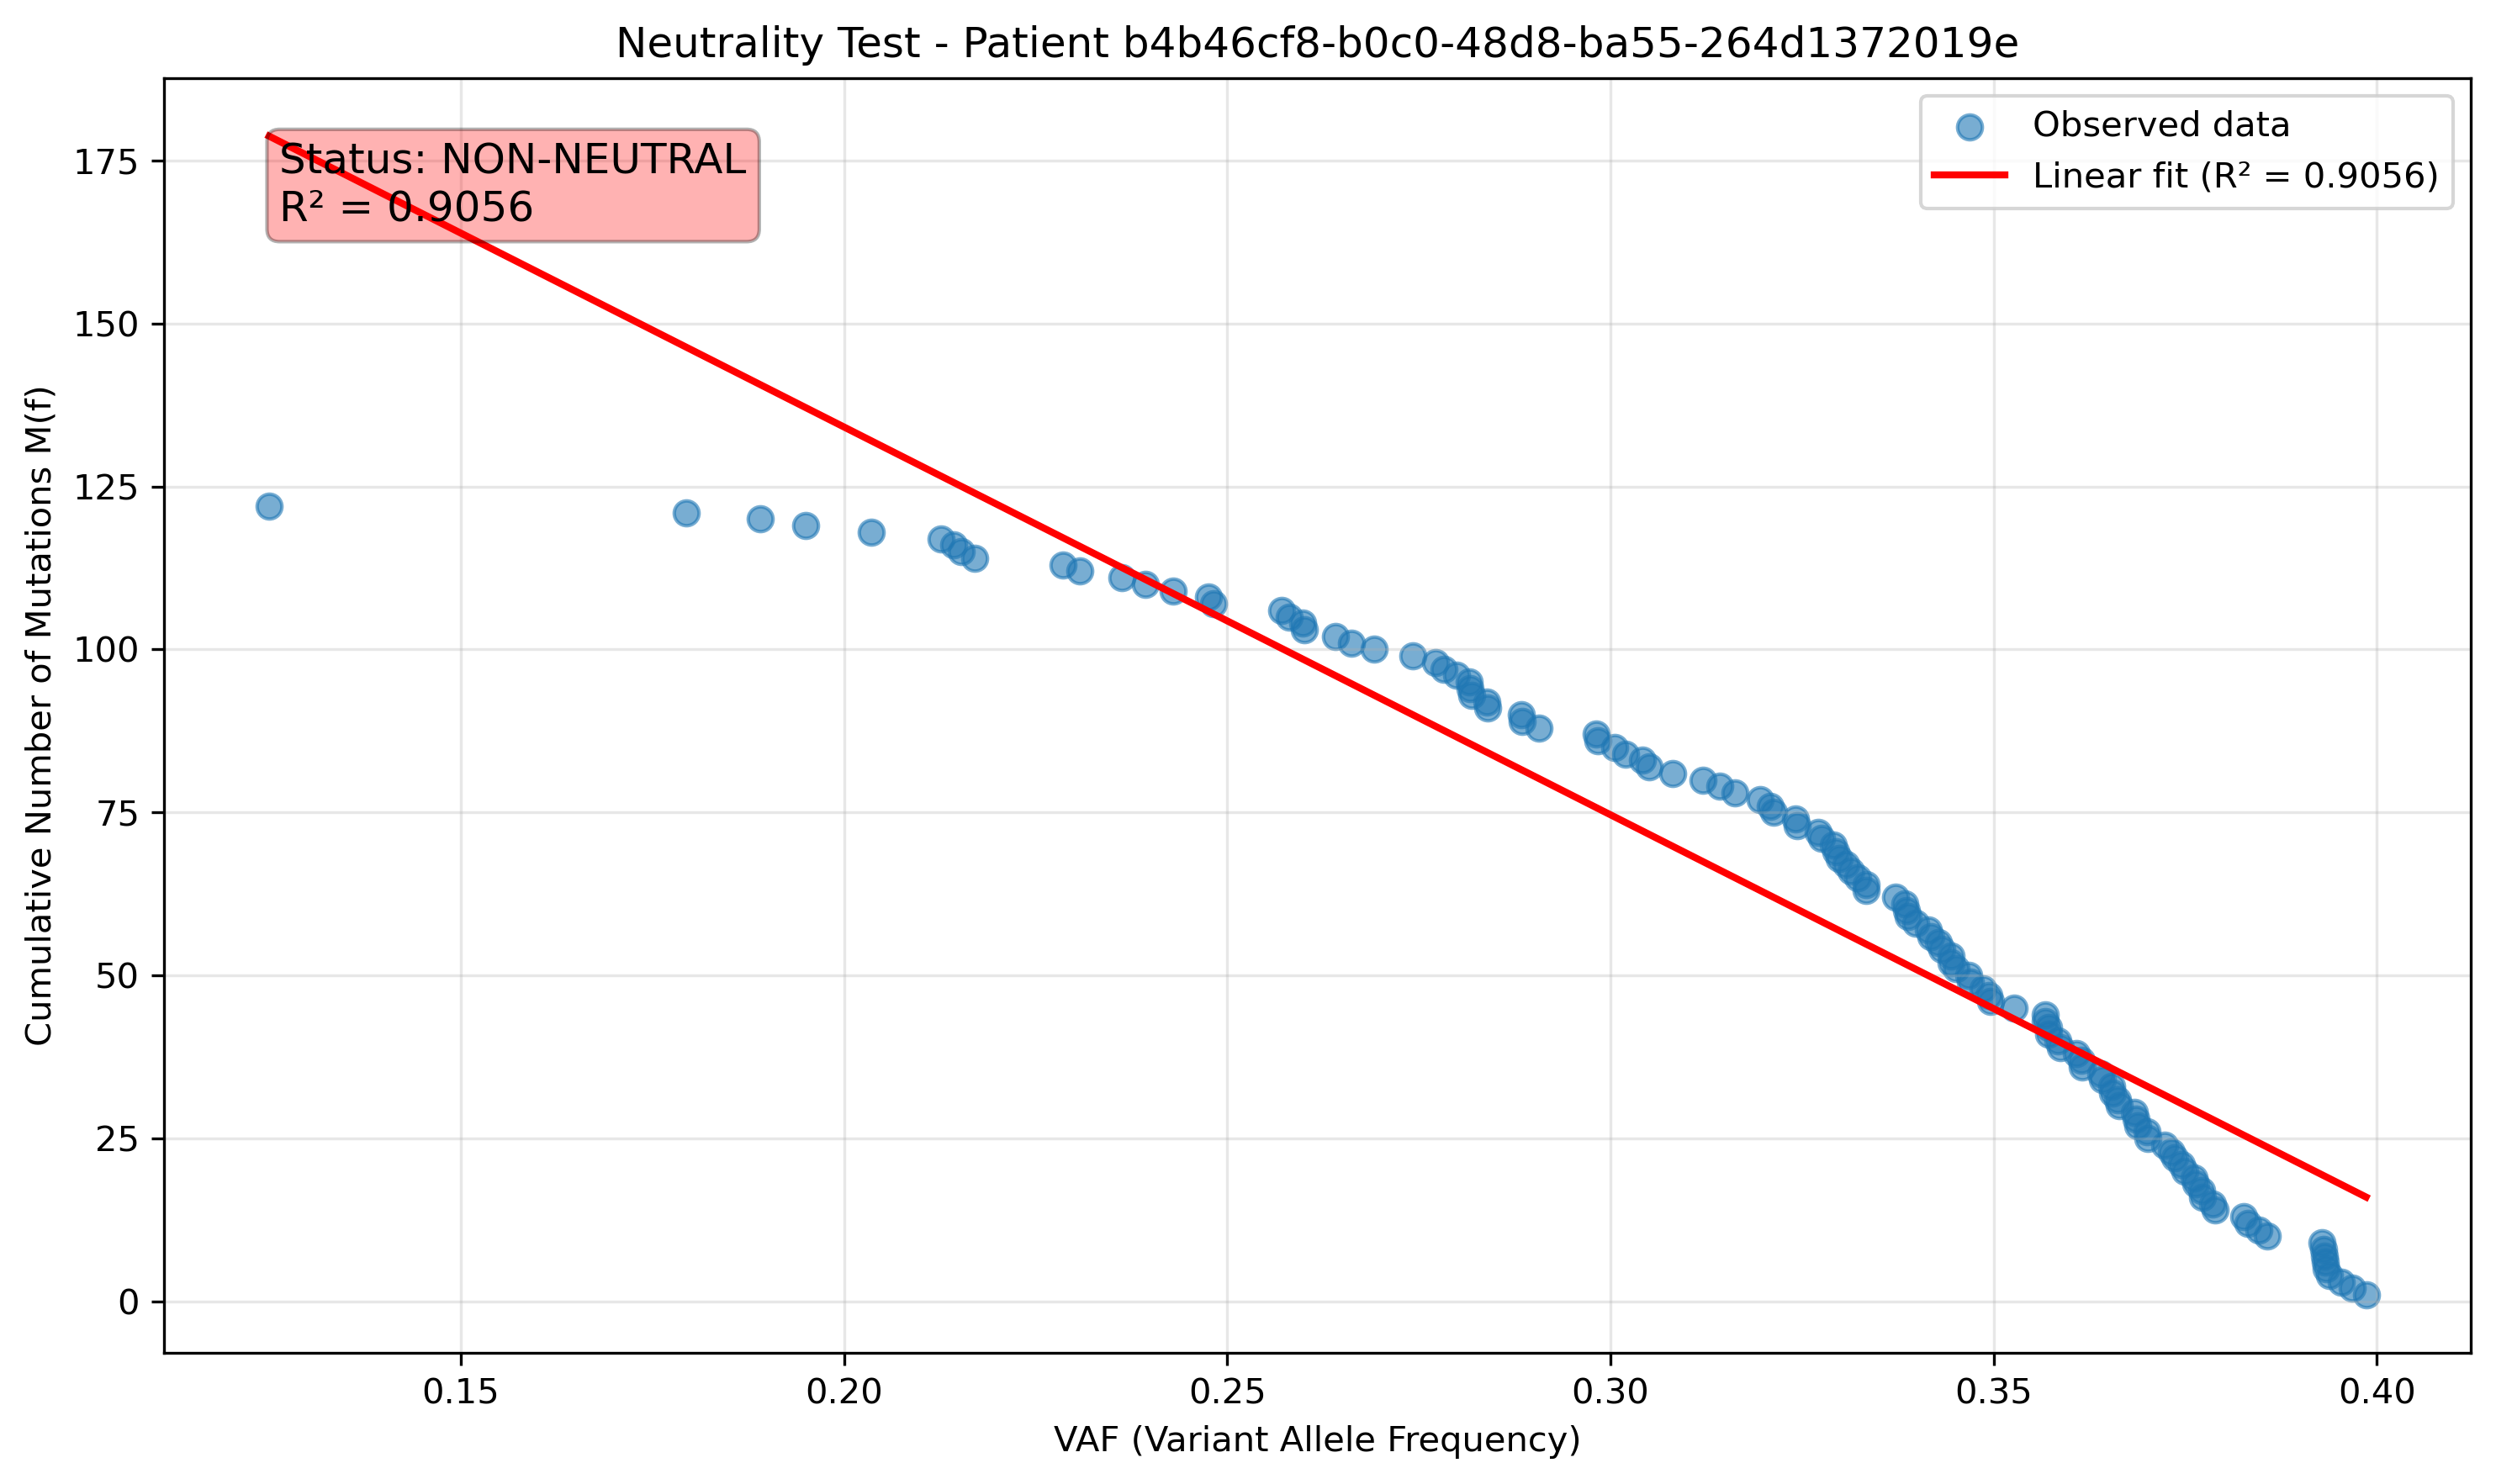 Neutrality Test - Patient b4b46cf8-b0c0-48d8-ba55-264d1372019e
Status: NON-NEUTRAL
R² = 0.9056
Observed data
Linear fit (R² = 0.9056)
Cumulative Number of Mutations M(f)
175
150
125
100
75
50
25
0
0.15
0.20
0.25
0.30
0.35
0.40
VAF (Variant Allele Frequency)